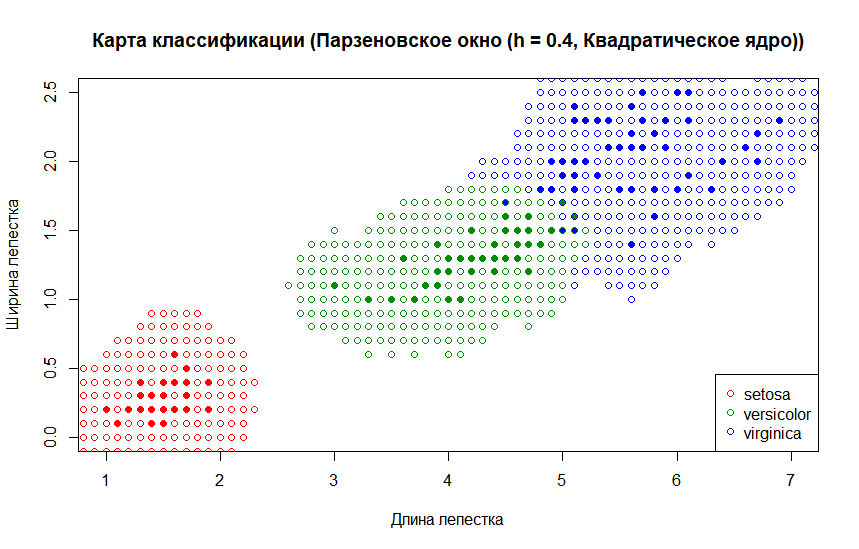 Карта классификации (Парзеновское окно (h = 0.4, Квадратическое ядро))
Ширина лепестка
2.5
2.0
1.5
1.0
0.5
0.0
setosa
versicolor
virginica
1 2 3 4 5 6 7
Длина лепестка